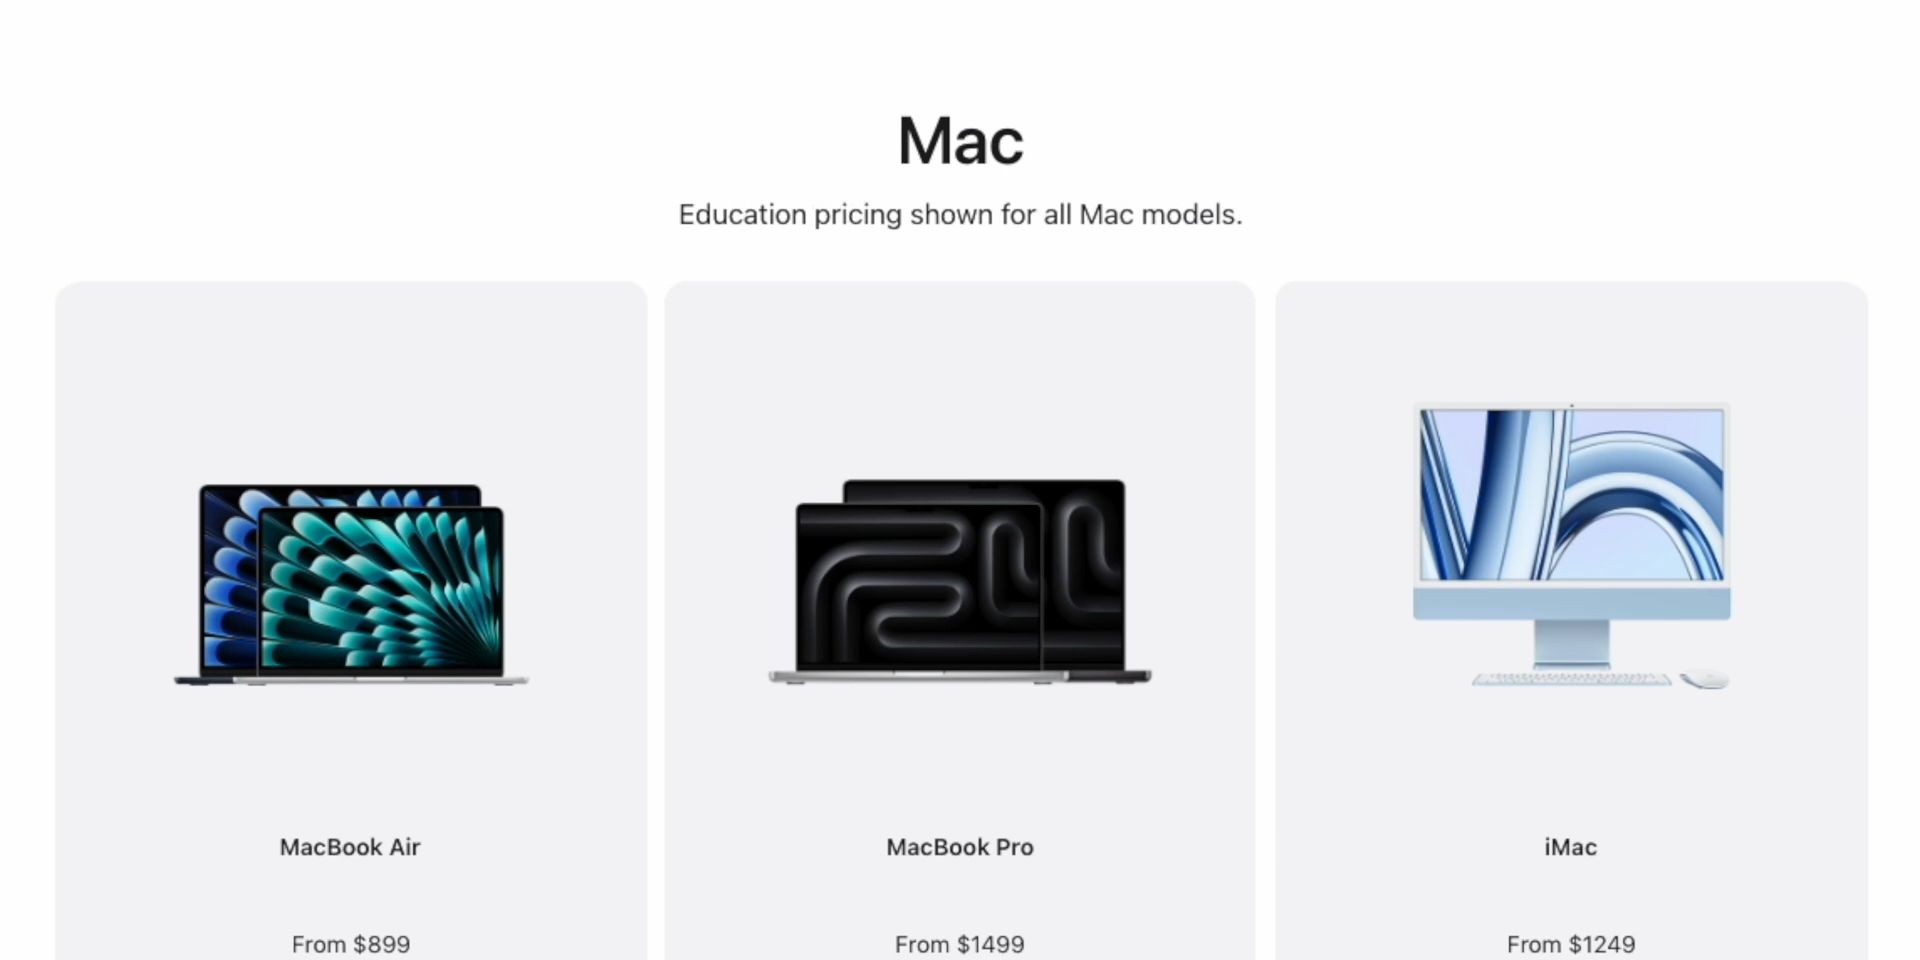 Mac
Education pricing shown for all Mac models.
MacBook Air
MacBook Pro
iMac
From $899
From $1499
From $1249